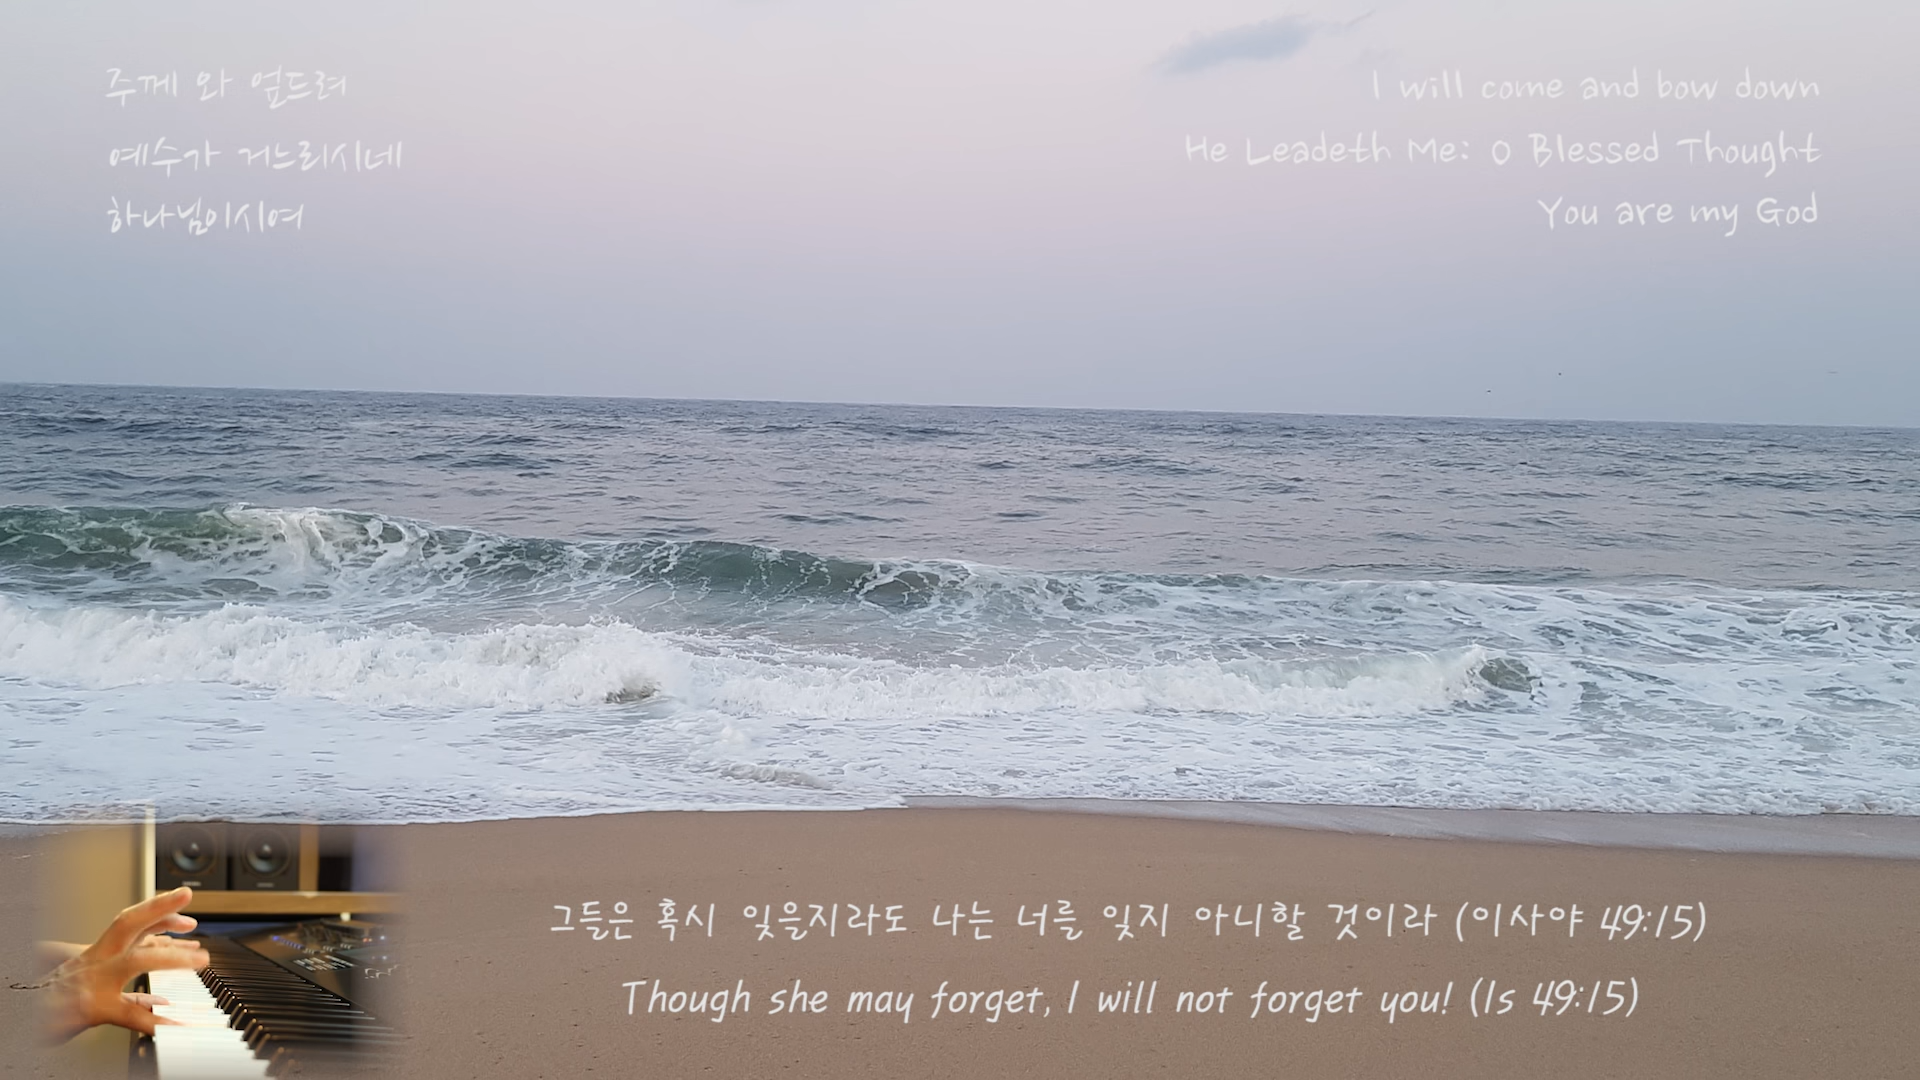 주께 와 엎드려
예수가 거느리시네
하나님이시여
I will come and bow down
He Leadeth Me: O Blessed Thought
You are my God
그들은 혹시 잊을지라도 나는 너를 잊지 아니할 것이라 (이사야 49:15)
Though she may forget, I will not forget you! (Is 49:15)